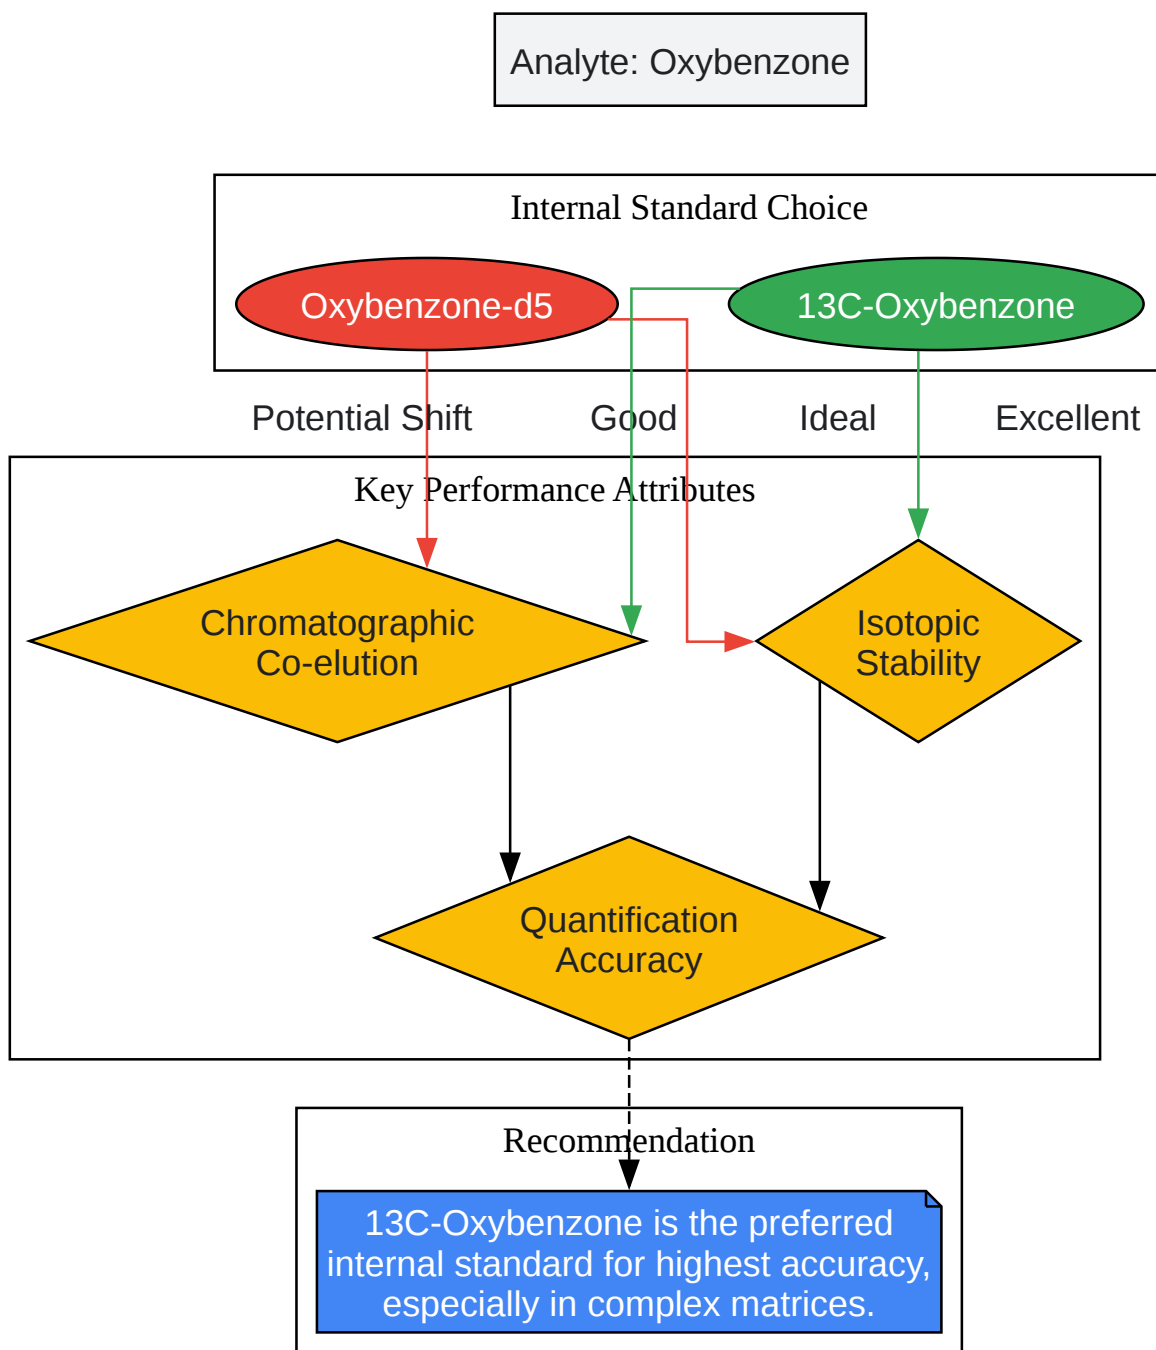 Analyte: Oxybenzone
Internal Standard Choice
Oxybenzone-d5
13C-Oxybenzone
Potential Shift
Good
Ideal
Excellent
Key Performance Attributes
Chromatographic
Co-elution
Isotopic
Stability
Quantification
Accuracy
Recommendation
13C-Oxybenzone is the preferred
internal standard for highest accuracy,
especially in complex matrices.